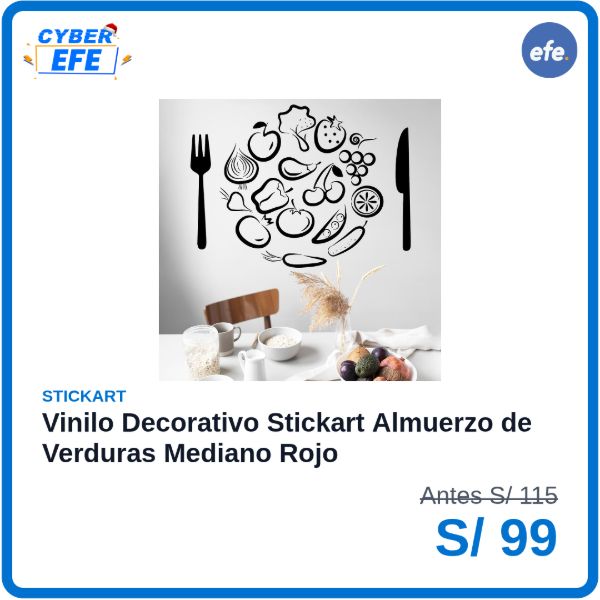 CYBER
EFE
efe.
STICKART
Vinilo Decorativo Stickart Almuerzo de
Verduras Mediano Rojo
Antes S/ 115
S/ 99